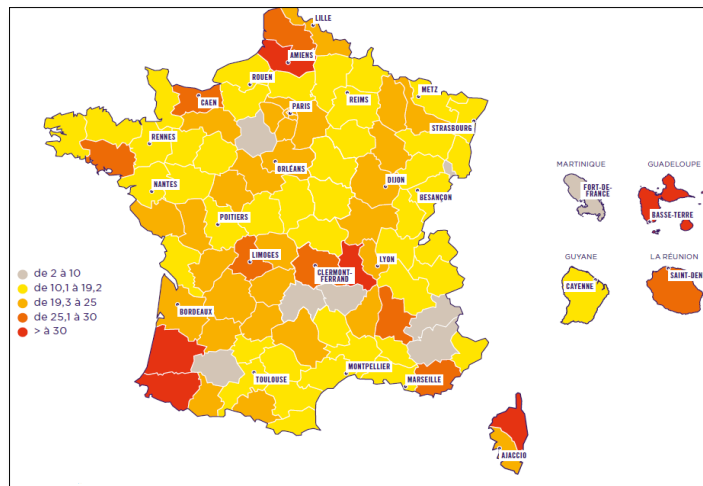 LILLE
AMIENS
ROUEN
CAEN
PARIS
REIMS
METZ
STRASBOURG
RENNES
ORLÉANS
NANTES
DIJON
BESANÇON
POITIERS
LIMOGES
CLERMONT-
FERRAND
LYON
BORDEAUX
TOULOUSE
MONTPELLIER
MARSEILLE
AJACCIO
de 2 à 10
de 10,1 à 19,2
de 19,3 à 25
de 25,1 à 30
> à 30
MARTINIQUE
FORT-DE-
FRANCE
GUADELOUPE
BASSE-TERRE
GUYANE
CAYENNE
LA RÉUNION
SAINT-DEN